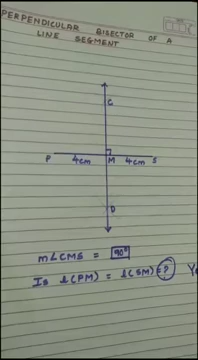 PERPENDICULAR BISECTOR OF A
LINE SEGMENT
C
P 4cm M 4cm S
D
m∠CMS = 90°
Is l(PM) = l(SM) = ?